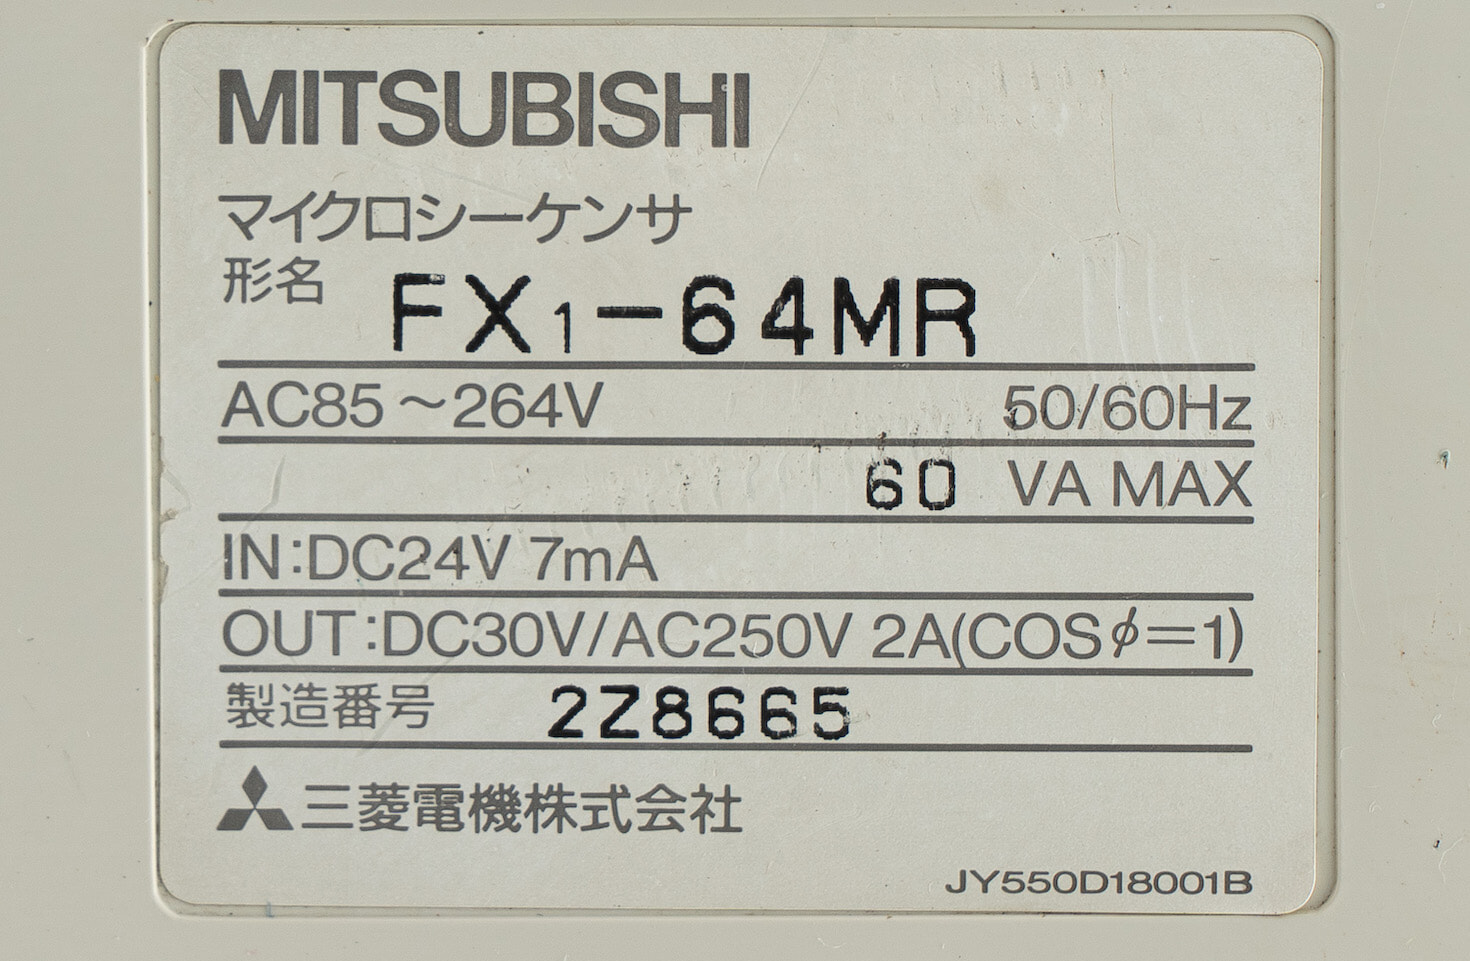 MITSUBISHI
マイクロシーケンサ
形名 FX1-64MR
AC85~264V 50/60Hz
60 VA MAX
IN:DC24V 7mA
OUT:DC30V/AC250V 2A(COSϕ=1)
製造番号 2Z8665
三菱電機株式会社
JY550D18001B